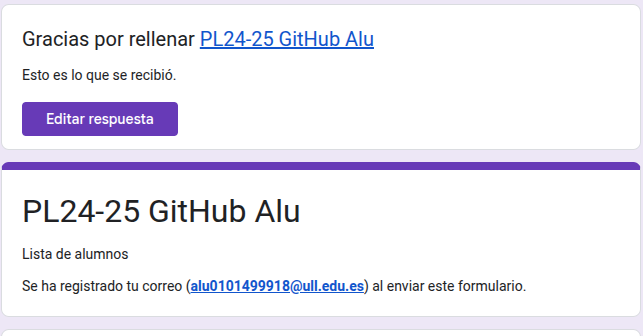 Gracias por rellenar PL24-25 GitHub Alu
Esto es lo que se recibió.
Editar respuesta
PL24-25 GitHub Alu
Lista de alumnos
Se ha registrado tu correo (alu0101499918@ull.edu.es) al enviar este formulario.